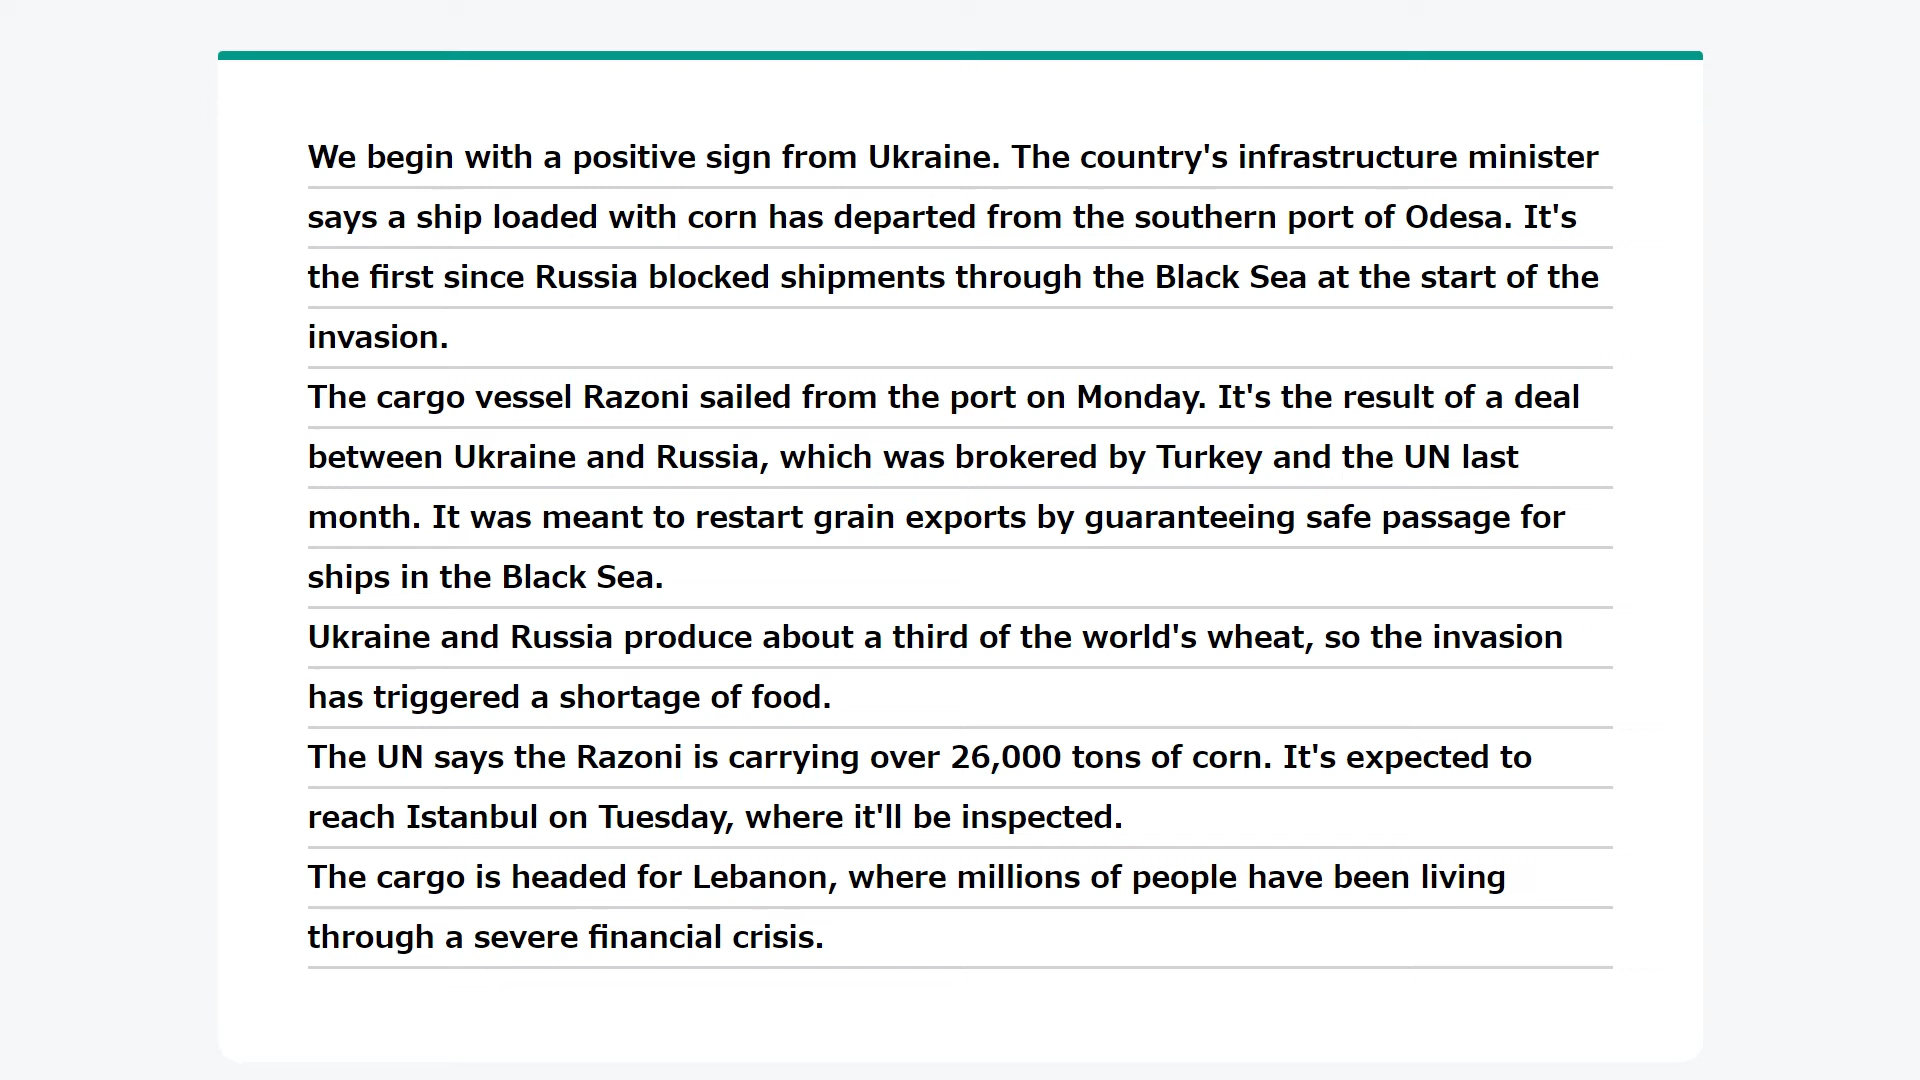 We begin with a positive sign from Ukraine. The country's infrastructure minister
says a ship loaded with corn has departed from the southern port of Odesa. It's
the first since Russia blocked shipments through the Black Sea at the start of the
invasion.
The cargo vessel Razoni sailed from the port on Monday. It's the result of a deal
between Ukraine and Russia, which was brokered by Turkey and the UN last
month. It was meant to restart grain exports by guaranteeing safe passage for
ships in the Black Sea.
Ukraine and Russia produce about a third of the world's wheat, so the invasion
has triggered a shortage of food.
The UN says the Razoni is carrying over 26,000 tons of corn. It's expected to
reach Istanbul on Tuesday, where it'll be inspected.
The cargo is headed for Lebanon, where millions of people have been living
through a severe financial crisis.